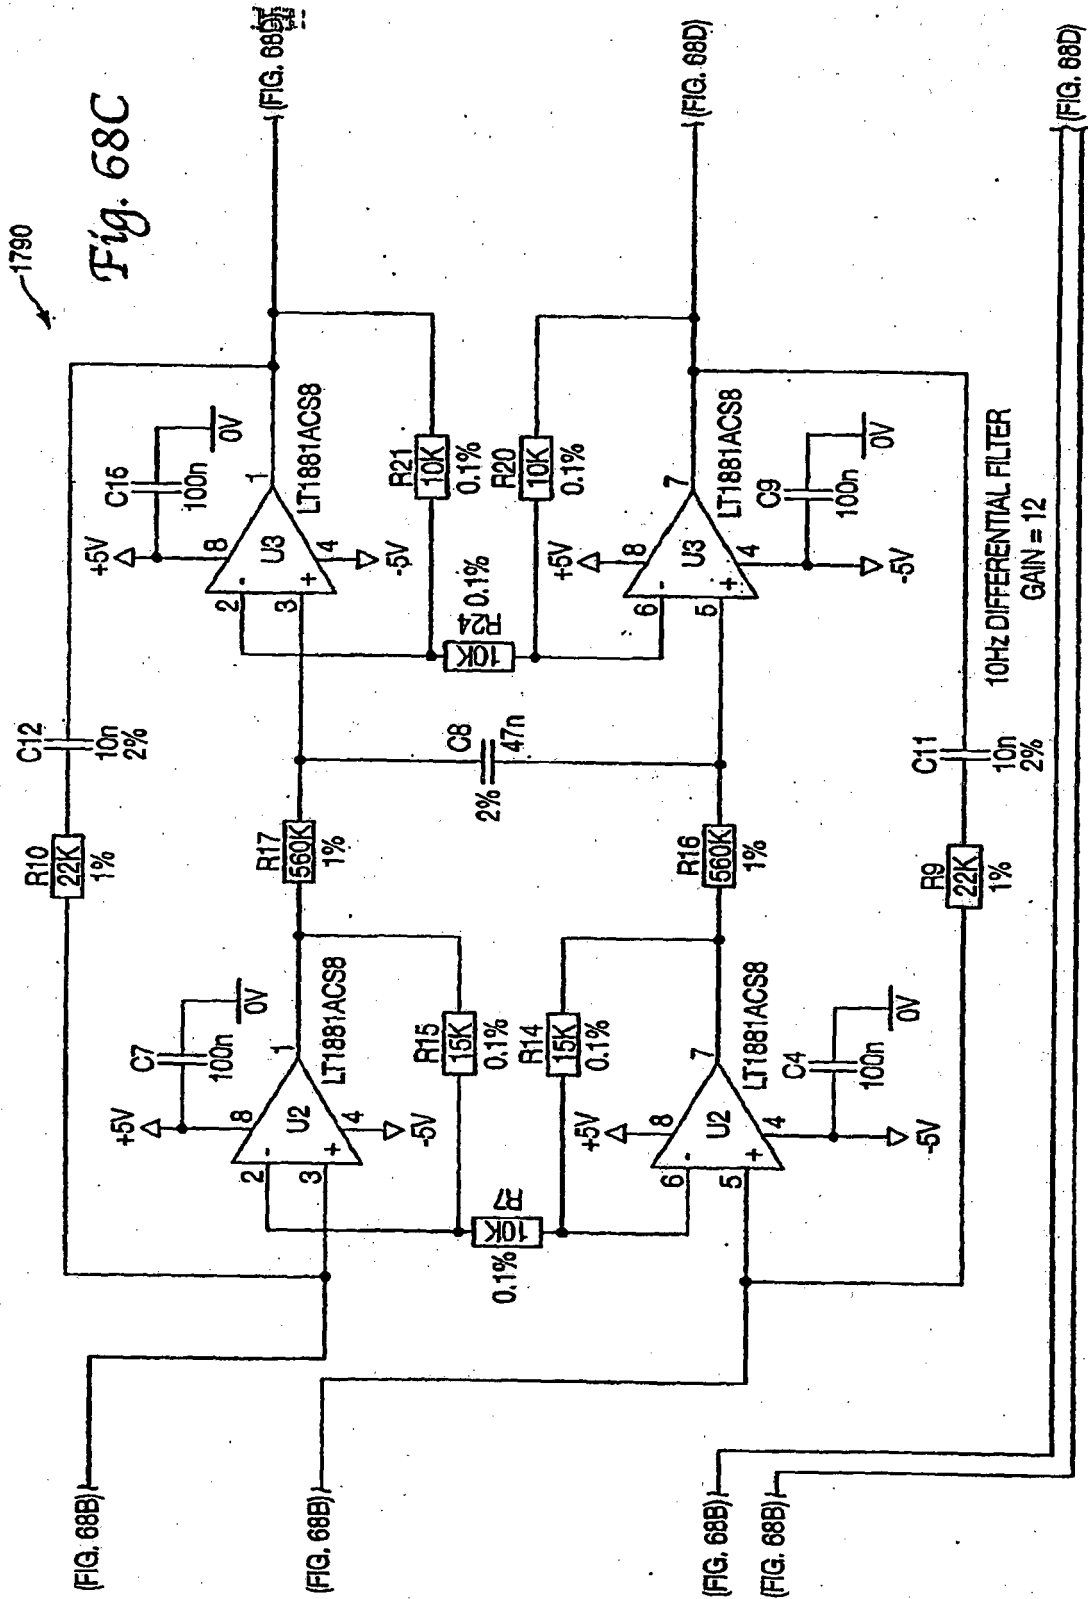 1790
Fig. 68C
(FIG. 68B)
(FIG. 68B)
(FIG. 68B)
(FIG. 68B)
R10
22K
1%
C12
10n
2%
+5V
C7
100n
0V
8
2
-
3
+
U2
1
4
-5V
LT1881ACS8
R15
15K
0.1%
R7
10K
0.1%
R14
15K
0.1%
+5V
8
6
-
5
+
U2
7
4
-5V
LT1881ACS8
C4
100n
0V
R17
560K
1%
C8
47n
2%
R16
560K
1%
R9
22K
1%
C11
10n
2%
+5V
C15
100n
0V
8
2
-
3
+
U3
1
4
-5V
LT1881ACS8
R21
10K
0.1%
R24
10K
0.1%
R20
10K
0.1%
+5V
8
6
-
5
+
U3
7
4
-5V
LT1881ACS8
C9
100n
0V
10Hz DIFFERENTIAL FILTER
GAIN = 12
(FIG. 68
(FIG. 68D)
(FIG. 68D)